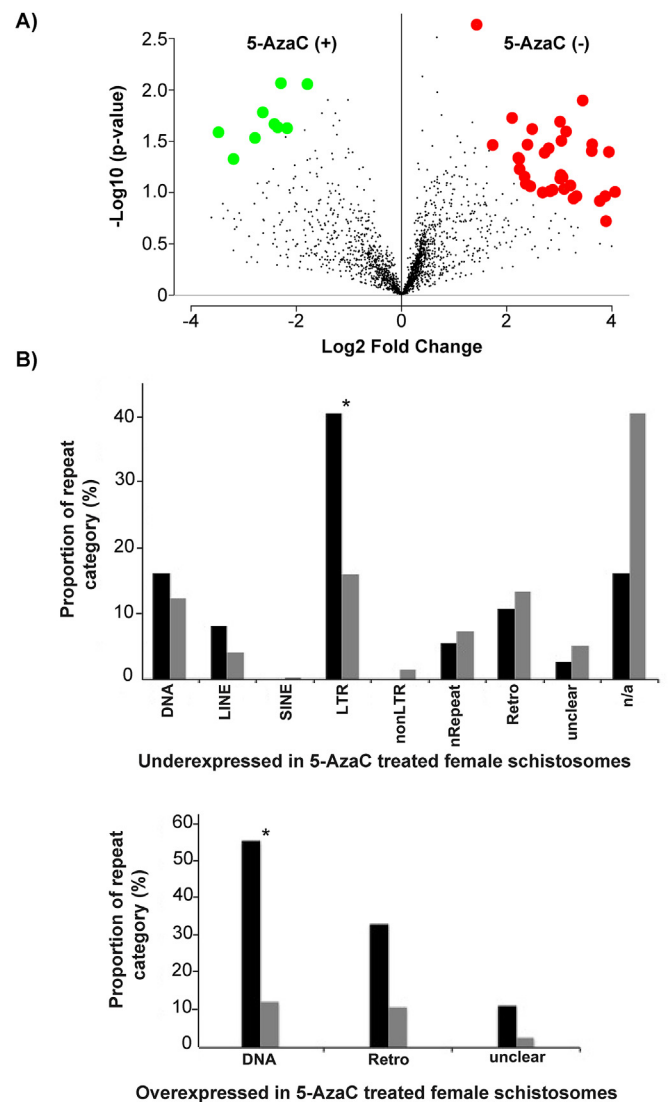 A)
5-AzaC (+)
5-AzaC (-)
2.5
2.0
1.5
1.0
0.5
0
-Log10 (p-value)
-4
-2
0
2
4
Log2 Fold Change
B)
Proportion of repeat
category (%)
40
20
10
0
DNA
LINE
SINE
LTR
*
nonLTR
nRepeat
Retro
unclear
n/a
Underexpressed in 5-AzaC treated female schistosomes
Proportion of repeat
category (%)
60
50
40
30
20
10
0
*
DNA
Retro
unclear
Overexpressed in 5-AzaC treated female schistosomes